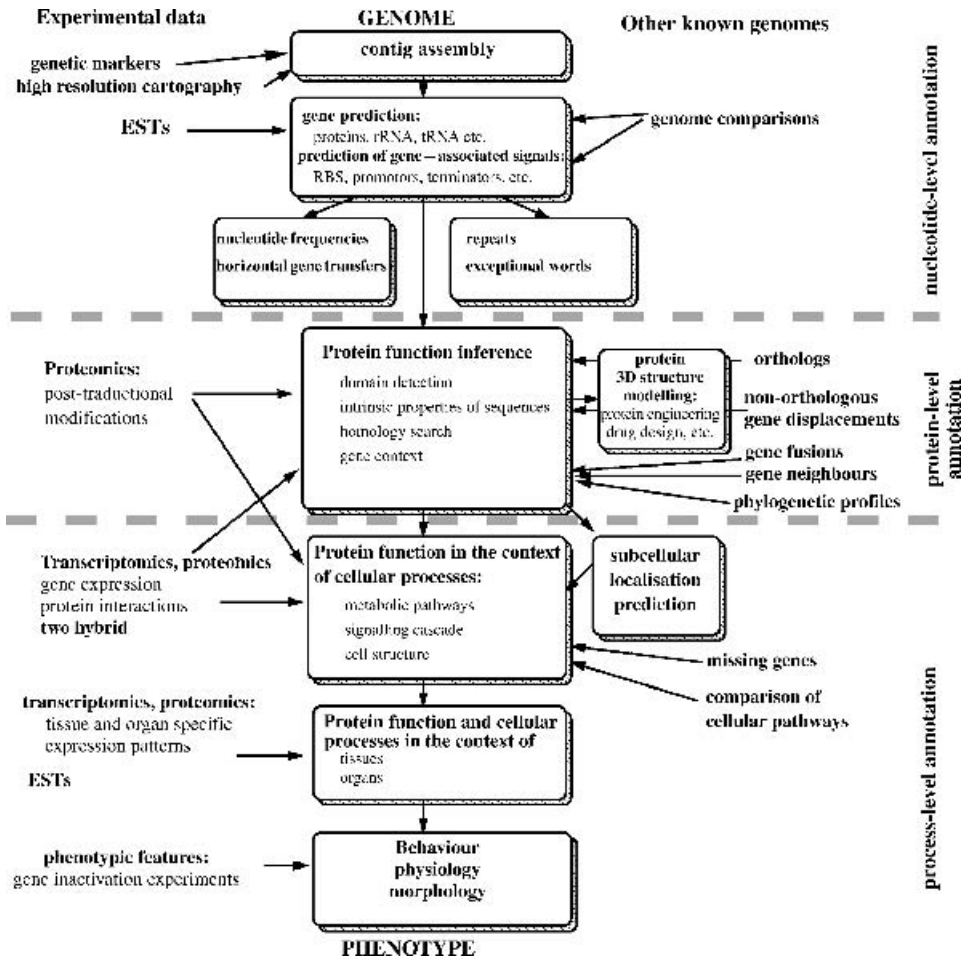 Experimental data
GENOME
Other known genomes
contig assembly
genetic markers
high resolution cartography
ESTs
gene prediction:
proteins, rRNA, tRNA etc.
prediction of gene – associated signals:
RBS, promotors, terminators, etc.
genome comparisons
nucleotide frequencies
horizontal gene transfers
repeats
exceptional words
nucleotide-level annotation
Proteomics:
post-traductional
modifications
Protein function inference
domain detection
intrinsic properties of sequences
homology search
gene context
protein
3D structure
modelling:
protein engineering
drug design, etc.
orthologs
non-orthologous
gene displacements
gene fusions
gene neighbours
phylogenetic profiles
protein-level
annotation
Transcriptomics, proteomics
gene expression
protein interactions
two hybrid
Protein function in the context
of cellular processes:
metabolic pathways
signalling cascade
cell structure
subcellular
localisation
prediction
missing genes
comparison of
cellular pathways
transcriptomics, proteomics:
tissue and organ specific
expression patterns
ESTs
Protein function and cellular
processes in the context of
tissues
organs
phenotypic features:
gene inactivation experiments
Behaviour
physiology
morphology
process-level annotation
PHENOTYPE